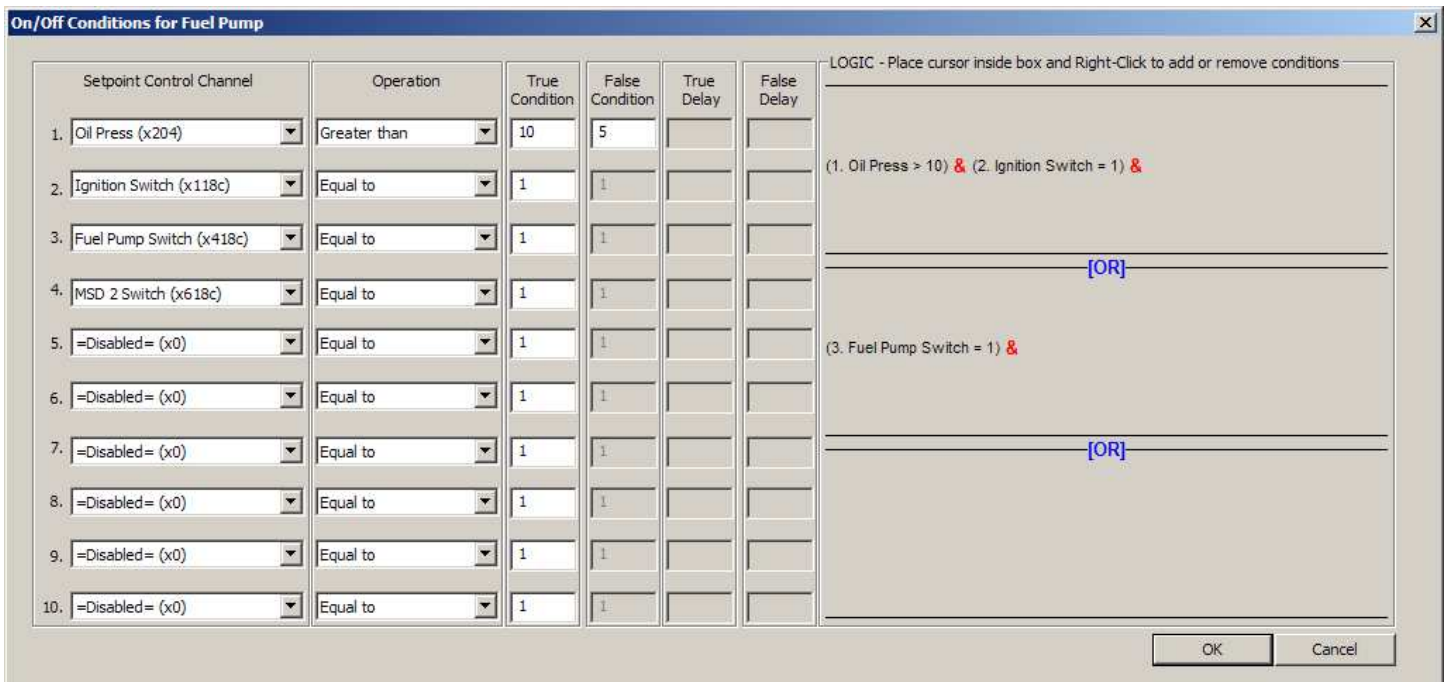 On/Off Conditions for Fuel Pump
LOGIC - Place cursor inside box and Right-Click to add or remove conditions
Setpoint Control Channel Operation True Condition False Condition True Delay False Delay
1. Oil Press (x204) Greater than 10 5
(1. Oil Press > 10) & (2. Ignition Switch = 1) &
2. Ignition Switch (x118c) Equal to 1 1
3. Fuel Pump Switch (x418c) Equal to 1 1
[OR]
4. MSD 2 Switch (x618c) Equal to 1 1
5. =Disabled= (x0) Equal to 1 1
(3. Fuel Pump Switch = 1) &
6. =Disabled= (x0) Equal to 1 1
7. =Disabled= (x0) Equal to 1 1
[OR]
8. =Disabled= (x0) Equal to 1 1
9. =Disabled= (x0) Equal to 1 1
10. =Disabled= (x0) Equal to 1 1
OK Cancel